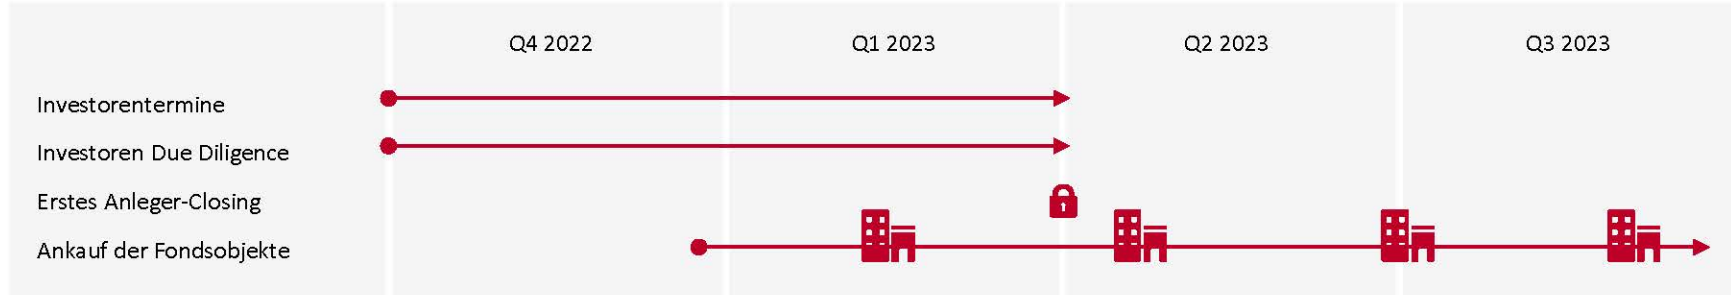 Q4 2022 Q1 2023 Q2 2023 Q3 2023
Investorentermine
Investoren Due Diligence
Erstes Anleger-Closing
Ankauf der Fondsobjekte